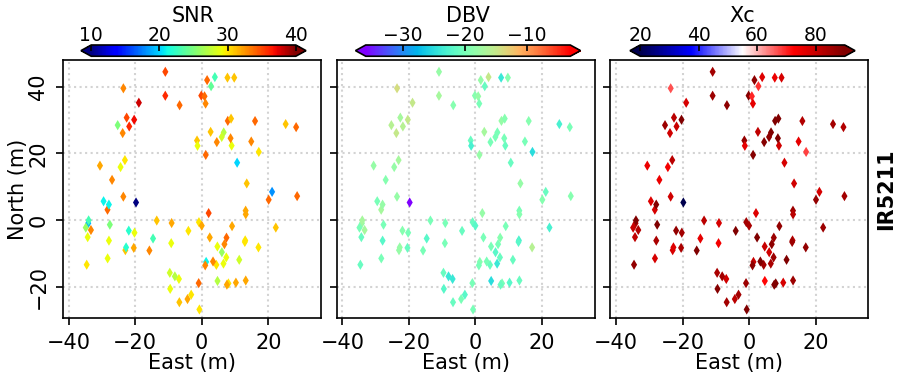 SNR DBV Xc
10 20 30 40 −30 −20 −10 20 40 60 80
40
20
0
−20
North (m)
IR5211
−40 −20 0 20 −40 −20 0 20 −40 −20 0 20
East (m) East (m) East (m)